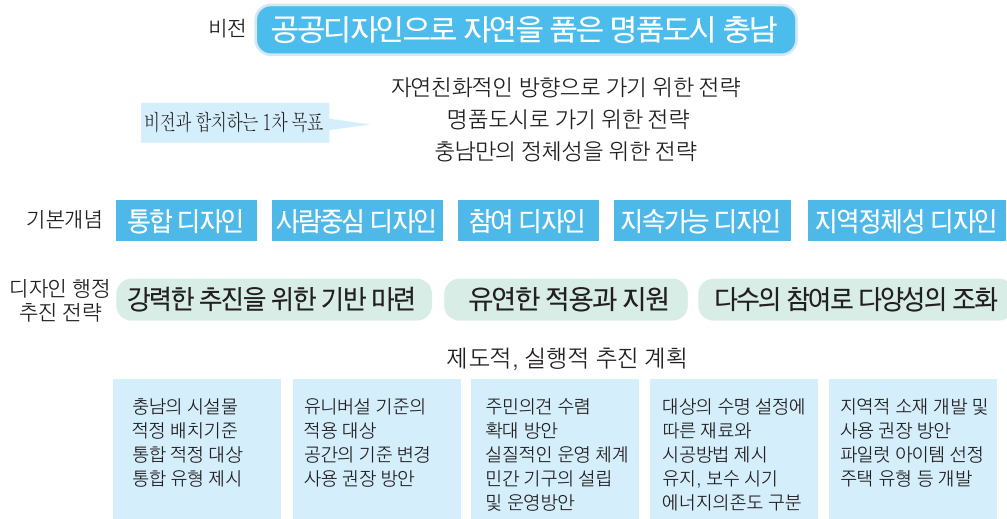 비전
공공디자인으로 자연을 품은 명품도시 충남
비전과 합치하는 1차 목표
자연친화적인 방향으로 가기 위한 전략
명품도시로 가기 위한 전략
충남만의 정체성을 위한 전략
기본개념
통합 디자인
사람중심 디자인
참여 디자인
지속가능 디자인
지역정체성 디자인
디자인 행정
추진 전략
강력한 추진을 위한 기반 마련
유연한 적용과 지원
다수의 참여로 다양성의 조화
제도적, 실행적 추진 계획
충남의 시설물
적정 배치기준
통합 적정 대상
통합 유형 제시
유니버설 기준의
적용 대상
공간의 기준 변경
사용 권장 방안
주민의견 수렴
확대 방안
실질적인 운영 체계
민간 기구의 설립
및 운영방안
대상의 수명 설정에
따른 재료와
시공방법 제시
유지, 보수 시기
에너지의존도 구분
지역적 소재 개발 및
사용 권장 방안
파일럿 아이템 선정
주택 유형 등 개발